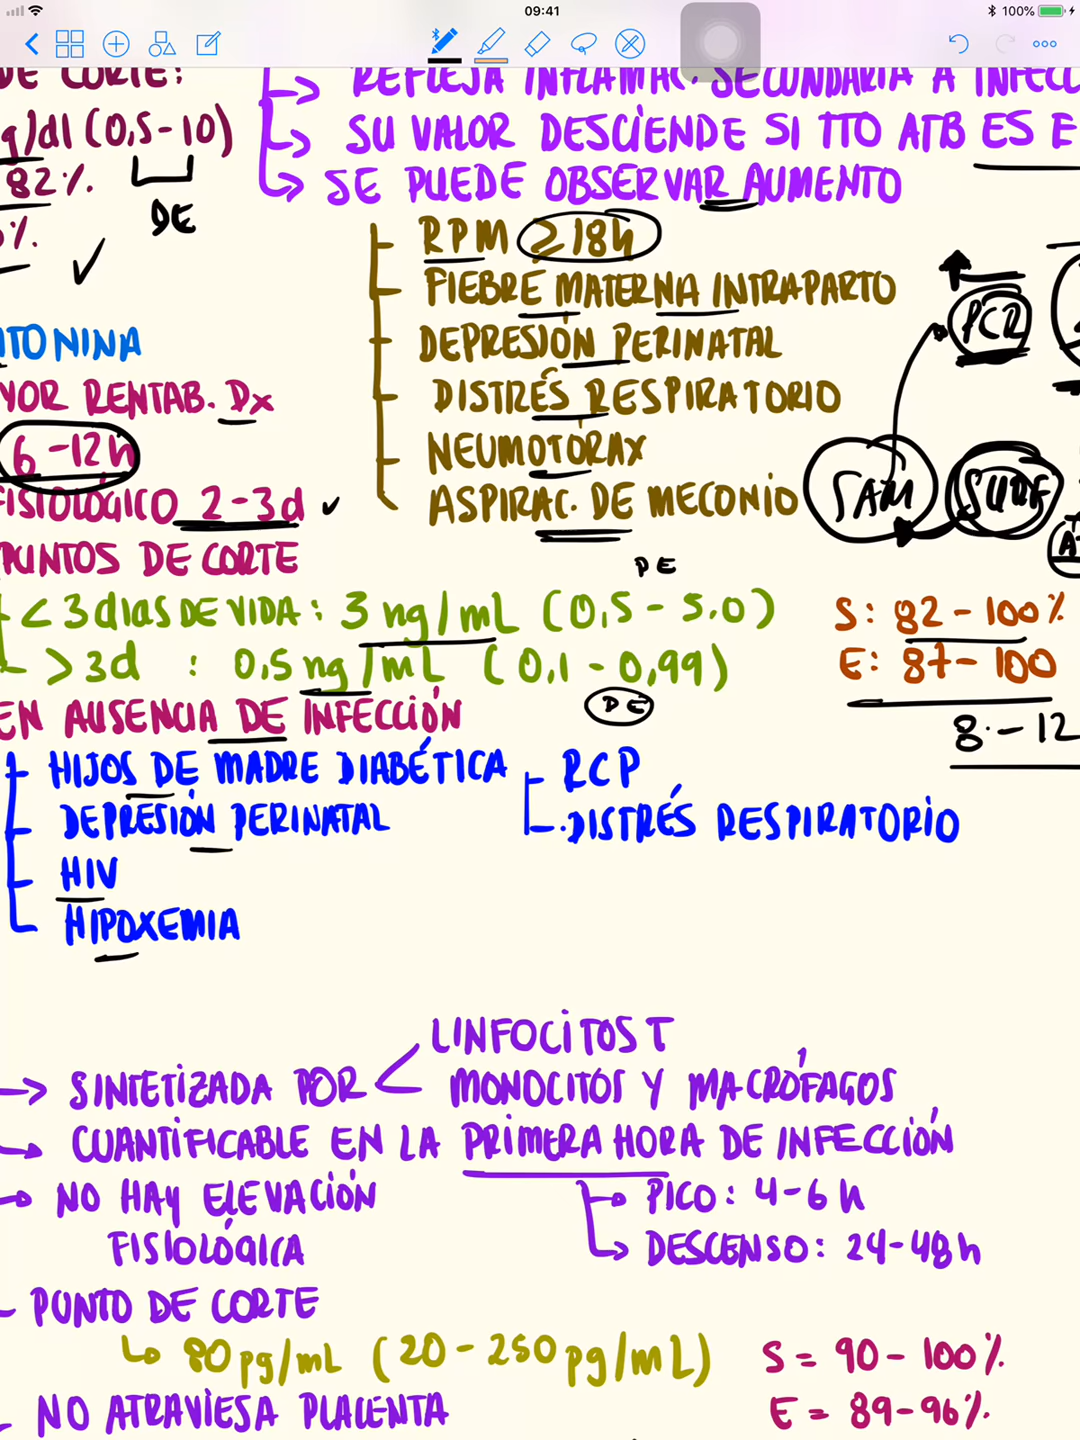 09:41
100%
DE CORTE:
g/dl (0,5-10)
82%.
DE
%.
REFLEJA INFLAMAC. SECUNDARIA A INFECC
SU VALOR DESCIENDE SI TTO ATB ES E
SE PUEDE OBSERVAR AUMENTO
RPM ≥18h
FIEBRE MATERNA INTRAPARTO
DEPRESIÓN PERINATAL
DISTRÉS RESPIRATORIO
NEUMOTÓRAX
ASPIRAC. DE MECONIO
PCR
SAM
SURF
ITONINA
YOR RENTAB. Dx
6-12h
FISIOLÓGICO 2-3d
PUNTOS DE CORTE
DE
< 3 dias DE VIDA: 3 ng/mL (0,5 - 5.0)
S: 82-100%
> 3d : 0,5 ng/mL (0,1 - 0,99)
E: 87-100
DE
8.-12
EN AUSENCIA DE INFECCIÓN
HIJOS DE MADRE DIABÉTICA
RCP
DEPRESIÓN PERINATAL
DISTRÉS RESPIRATORIO
HIV
HIPOXEMIA
SINTETIZADA POR
LINFOCITOS T
MONOCITOS Y MACRÓFAGOS
CUANTIFICABLE EN LA PRIMERA HORA DE INFECCIÓN
NO HAY ELEVACIÓN
FISIOLÓGICA
PICO: 4-6h
DESCENSO: 24-48h
PUNTO DE CORTE
80 pg/mL (20-250 pg/mL)
S = 90-100%
NO ATRAVIESA PLACENTA
E = 89-96%.